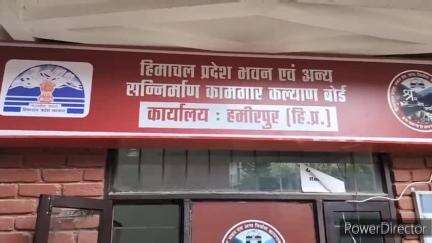 हिमाचल प्रदेश भवन एवं अन्य
सन्निर्माण कामगार कल्याण बोर्ड
कार्यालय : हमीरपुर (हि.प्र.)
PowerDirector